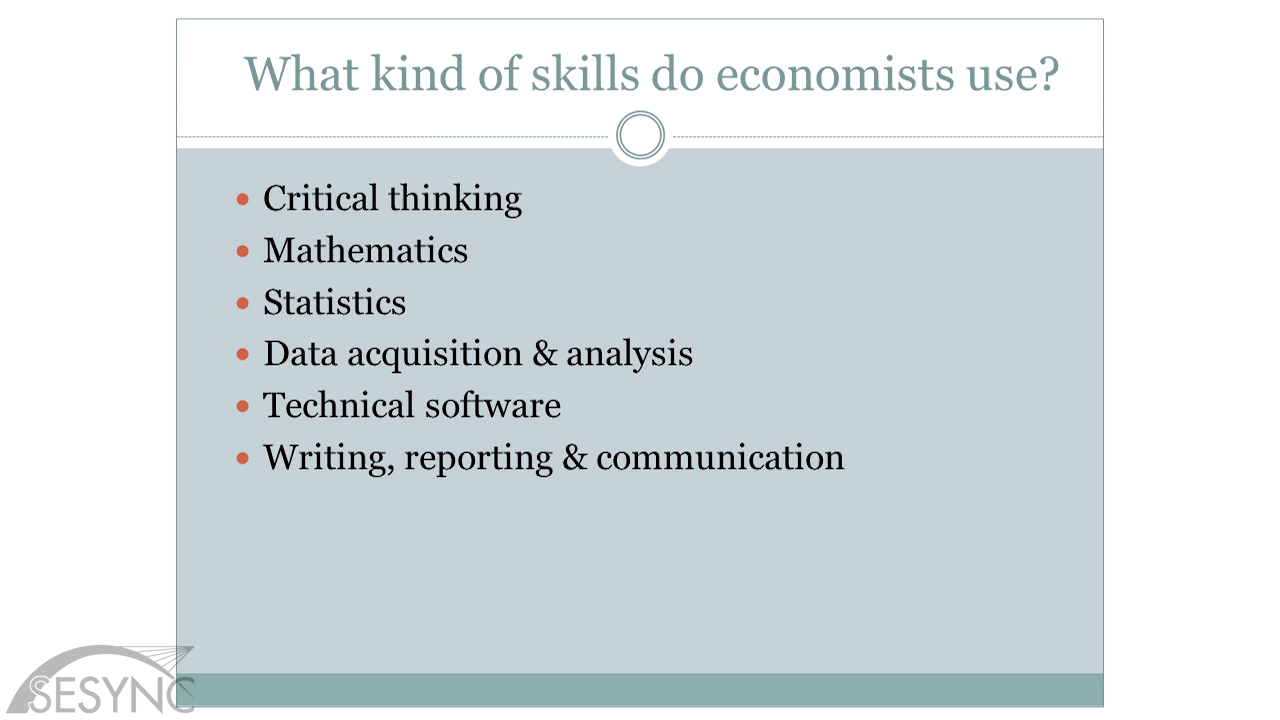 What kind of skills do economists use?
Critical thinking
Mathematics
Statistics
Data acquisition & analysis
Technical software
Writing, reporting & communication
SESYNC